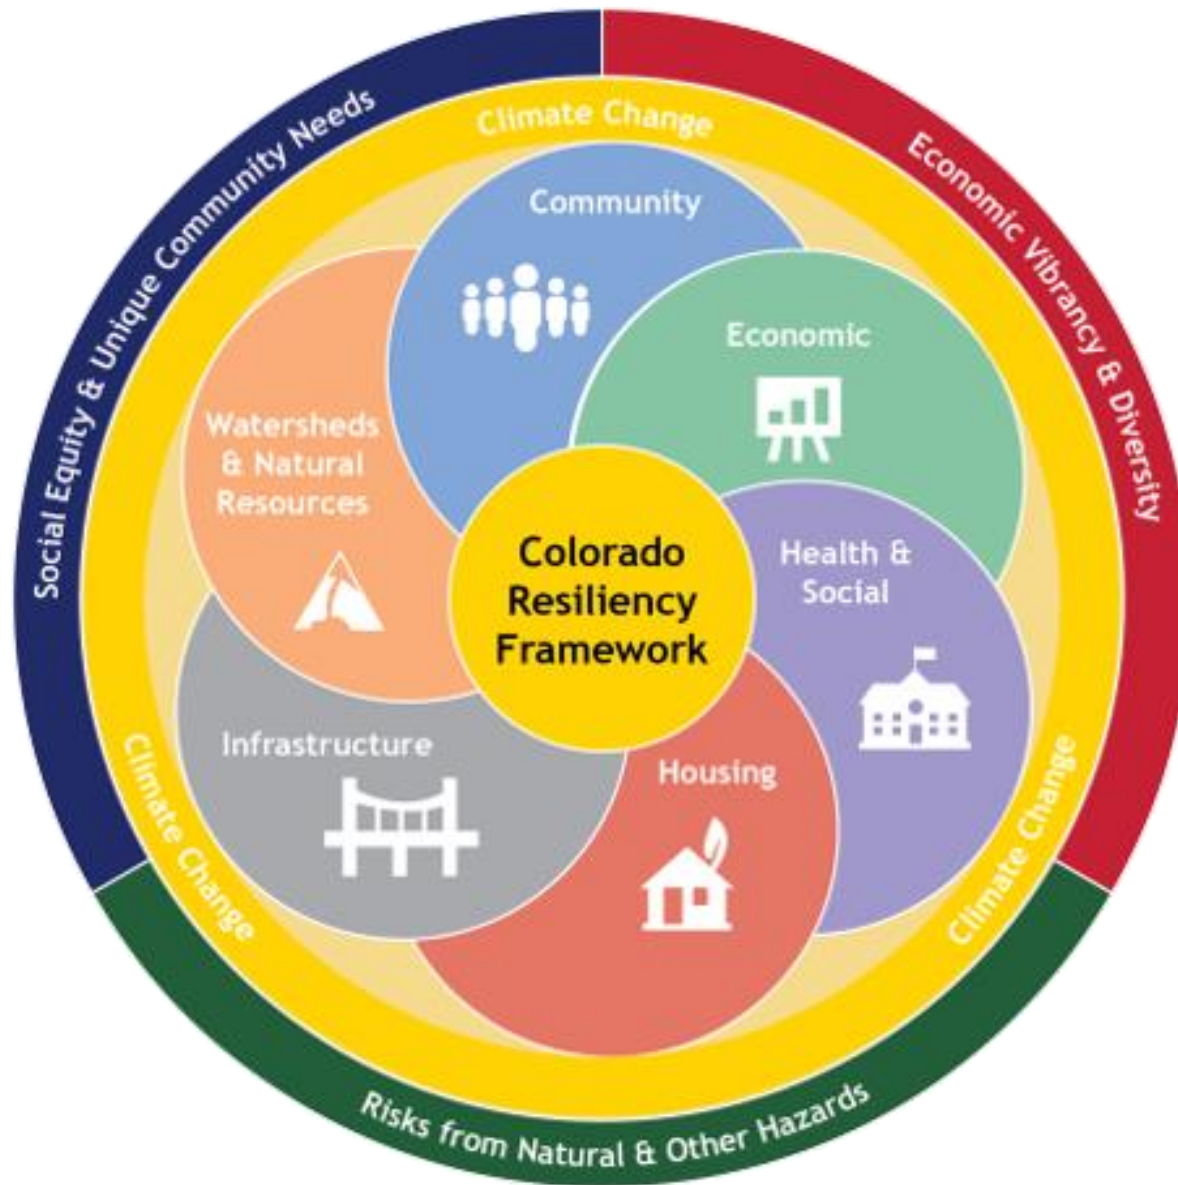 Social Equity & Unique Community Needs
Economic Vibrancy & Diversity
Risks from Natural & Other Hazards
Climate Change
Climate Change
Climate Change
Community
Economic
Health &
Social
Housing
Infrastructure
Watersheds
& Natural
Resources
Colorado
Resiliency
Framework